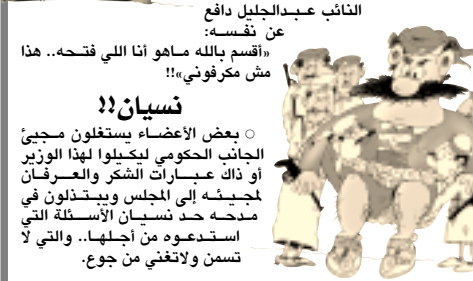 النائب عبدالجليل دافع
عن نفسه:
«أقسم بالله ماهو أنا اللي فتحه.. هذا
مش مكرفوني»!!
نسيان!!
○ بعض الأعضاء يستغلون مجيئ
الجانب الحكومي ليكيلوا لهذا الوزير
أو ذاك عبارات الشكر والعرفان
لمجيئه إلى المجلس ويبتذلون في
مدحه حد نسيان الأسئلة التي
استدعوه من أجلها.. والتي لا
تسمن ولاتغني من جوع.